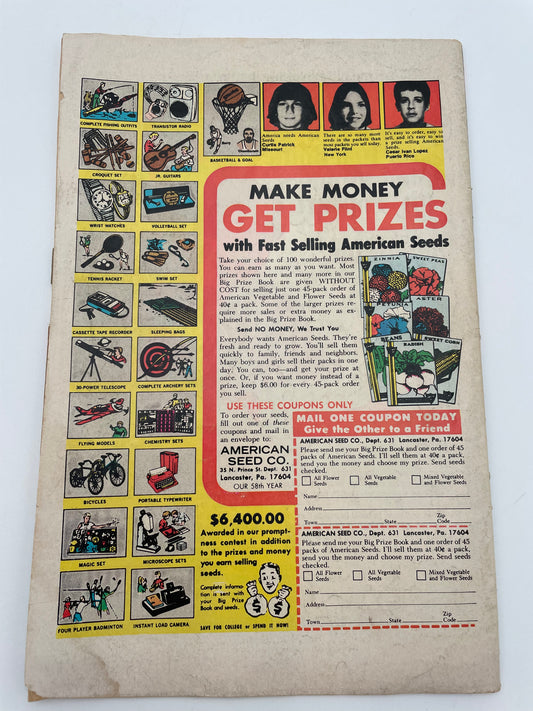 COMPLETE FISHING OUTFITS
TRANSISTOR RADIO
CROQUET SET
JR. GUITARS
WRIST WATCHES
VOLLEYBALL SET
TENNIS RACKET
SWIM SET
CASSETTE TAPE RECORDER
SLEEPING BAGS
30-POWER TELESCOPE
COMPLETE ARCHERY SETS
FLYING MODELS
CHEMISTRY SETS
BICYCLES
PORTABLE TYPEWRITER
MAGIC SET
MICROSCOPE SETS
FOUR PLAYER BADMINTON
INSTANT LOAD CAMERA
BASKETBALL & GOAL
America needs American
Seeds.
Curtis Patrick
Missouri
There are so many more
seeds in the packets than
most packets you sell today.
Valerie Plini
New York
It's easy to order, easy to
sell, and it's easy to win
a prize selling American
Seeds.
Cesar Ivan Lopez
Puerto Rico
MAKE MONEY
GET PRIZES
with Fast Selling American Seeds
Take your choice of 100 wonderful prizes.
You can earn as many as you want. Most
prizes shown here and many more in our
Big Prize Book are given WITHOUT
COST for selling just one 45-pack order of
American Vegetable and Flower Seeds at
40¢ a pack. Some of the larger prizes re-
quire more sales or extra money as ex-
plained in the Big Prize Book.
Send NO MONEY, We Trust You
Everybody wants American Seeds. They're
fresh and ready to grow. You'll sell them
quickly to family, friends and neighbors.
Many boys and girls sell their packs in one
day. You can, too—and get your prize at
once. Or, if you want money instead of a
prize, keep $6.00 for every 45-pack order
you sell.
ZINNIA
SWEET PEAS
PETUNIA
ASTER
BEANS
RADISH
SWEET CORN
USE THESE COUPONS ONLY
To order your seeds,
fill out one of these
coupons and mail in
an envelope to:
AMERICAN
SEED CO.
35 N. Prince St. Dept. 631
Lancaster, Pa. 17604
OUR 58th YEAR
MAIL ONE COUPON TODAY
Give the Other to a Friend
AMERICAN SEED CO., Dept. 631 Lancaster, Pa. 17604
Please send me your Big Prize Book and one order of 45
packs of American Seeds. I'll sell them at 40¢ a pack,
send you the money and choose my prize. Send seeds
checked.
All Flower
Seeds
All Vegetable
Seeds
Mixed Vegetable
and Flower Seeds
Name
Address
Town State Zip
Code
AMERICAN SEED CO., Dept. 631 Lancaster, Pa. 17604
Please send me your Big Prize Book and one order of 45
packs of American Seeds. I'll sell them at 40¢ a pack,
send you the money and choose my prize. Send seeds
checked.
All Flower
Seeds
All Vegetable
Seeds
Mixed Vegetable
and Flower Seeds
Name
Address
Town State Zip
Code
$6,400.00
Awarded in our prompt-
ness contest in addition
to the prizes and money
you earn selling
seeds.
Complete informa-
tion is sent with
your Big Prize
Book and seeds.
$ $
SAVE FOR COLLEGE or SPEND IT NOW!